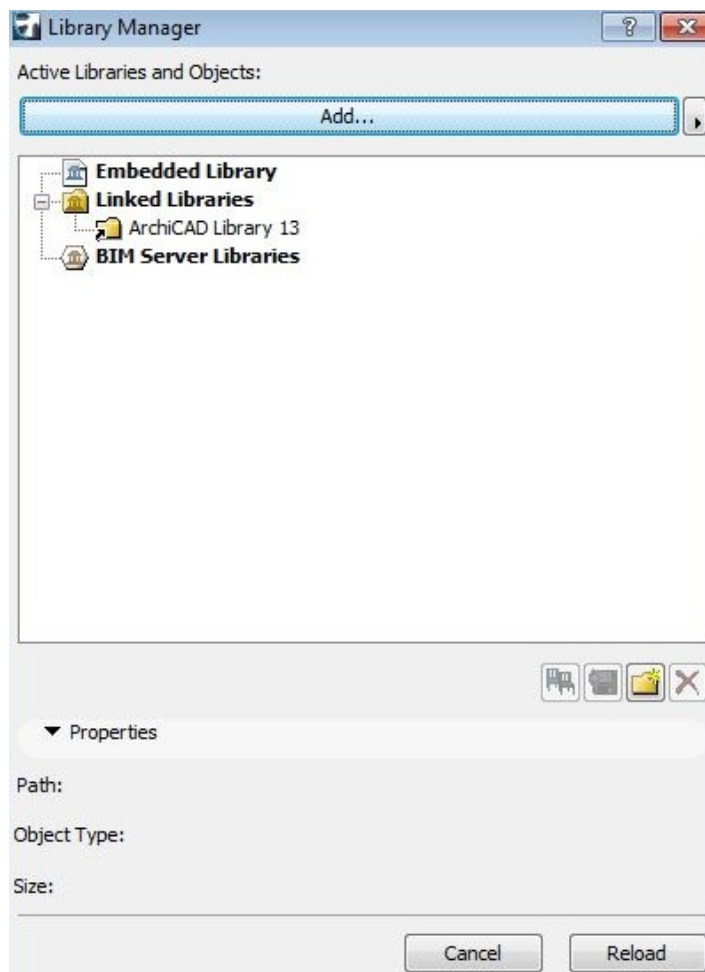 Library Manager
Active Libraries and Objects:
Add...
Embedded Library
Linked Libraries
ArchiCAD Library 13
BIM Server Libraries
Properties
Path:
Object Type:
Size:
Cancel Reload